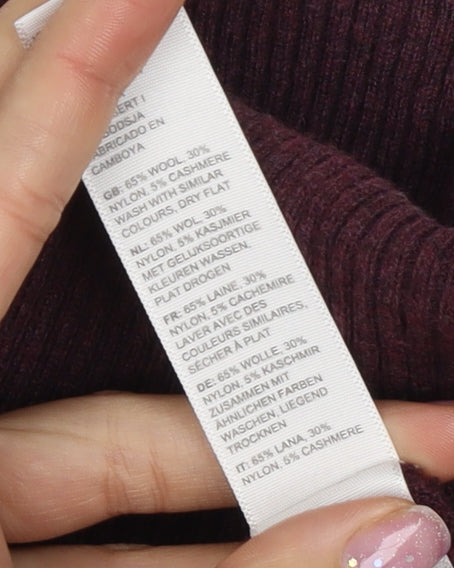 SERT I
BODSJA
FABRICADO EN
CAMBOYA
GB: 65% WOOL, 30%
NYLON, 5% CASHMERE
WASH WITH SIMILAR
COLOURS, DRY FLAT
NL: 65% WOL, 30%
NYLON, 5% KASJMIER
MET GELIJKSOORTIGE
KLEUREN WASSEN,
PLAT DROGEN
FR: 65% LAINE, 30%
NYLON, 5% CACHEMIRE
LAVER AVEC DES
COULEURS SIMILAIRES,
SÉCHER À PLAT
DE: 65% WOLLE, 30%
NYLON, 5% KASCHMIR
ZUSAMMEN MIT
ÄHNLICHEN FARBEN
WASCHEN, LIEGEND
TROCKNEN
IT: 65% LANA, 30%
NYLON, 5% CASHMERE